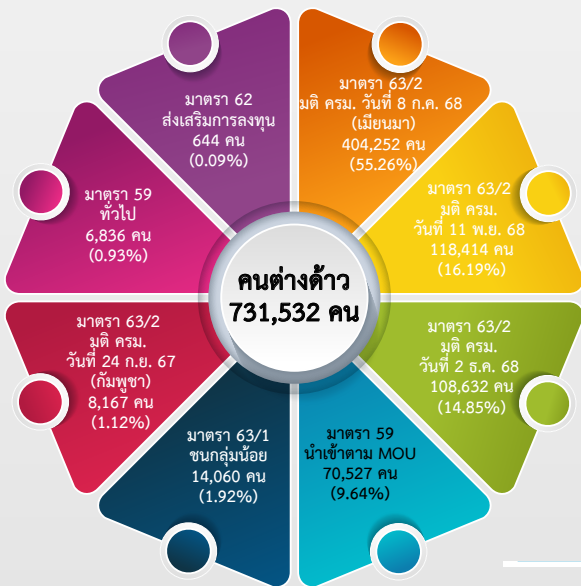 คนต่างด้าว
731,532 คน
มาตรา 63/2
มติ ครม. วันที่ 8 ก.ค. 68
(เมียนมา)
404,252 คน
(55.26%)
มาตรา 63/2
มติ ครม.
วันที่ 11 พ.ย. 68
118,414 คน
(16.19%)
มาตรา 63/2
มติ ครม.
วันที่ 2 ธ.ค. 68
108,632 คน
(14.85%)
มาตรา 59
นำเข้าตาม MOU
70,527 คน
(9.64%)
มาตรา 63/1
ชนกลุ่มน้อย
14,060 คน
(1.92%)
มาตรา 63/2
มติ ครม.
วันที่ 24 ก.ย. 67
(กัมพูชา)
8,167 คน
(1.12%)
มาตรา 59
ทั่วไป
6,836 คน
(0.93%)
มาตรา 62
ส่งเสริมการลงทุน
644 คน
(0.09%)